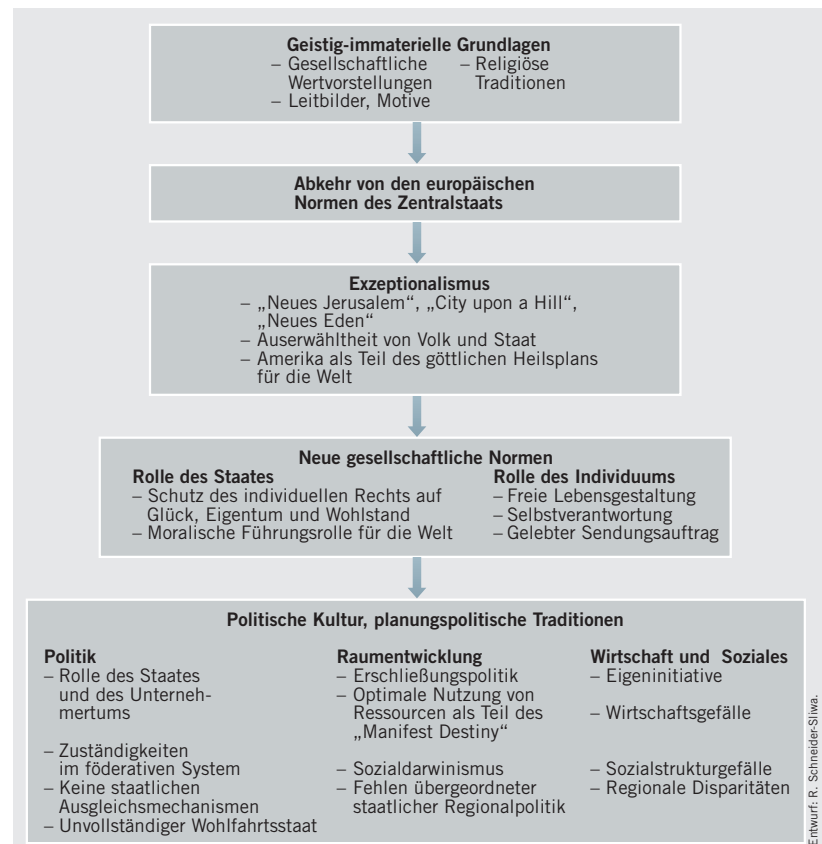 Geistig-immaterielle Grundlagen
– Gesellschaftliche
Wertvorstellungen
– Leitbilder, Motive
– Religiöse
Traditionen
Abkehr von den europäischen
Normen des Zentralstaats
Exzeptionalismus
– „Neues Jerusalem“, „City upon a Hill“,
„Neues Eden“
– Auserwähltheit von Volk und Staat
– Amerika als Teil des göttlichen Heilsplans
für die Welt
Neue gesellschaftliche Normen
Rolle des Staates
– Schutz des individuellen Rechts auf
Glück, Eigentum und Wohlstand
– Moralische Führungsrolle für die Welt
Rolle des Individuums
– Freie Lebensgestaltung
– Selbstverantwortung
– Gelebter Sendungsauftrag
Politische Kultur, planungspolitische Traditionen
Politik
– Rolle des Staates
und des Unterneh-
mertums
– Zuständigkeiten
im föderativen System
– Keine staatlichen
Ausgleichsmechanismen
– Unvollständiger Wohlfahrtsstaat
Raumentwicklung
– Erschließungspolitik
– Optimale Nutzung von
Ressourcen als Teil des
„Manifest Destiny“
– Sozialdarwinismus
– Fehlen übergeordneter
staatlicher Regionalpolitik
Wirtschaft und Soziales
– Eigeninitiative
– Wirtschaftsgefälle
– Sozialstrukturgefälle
– Regionale Disparitäten
Entwurf: R. Schneider-Sliwa.